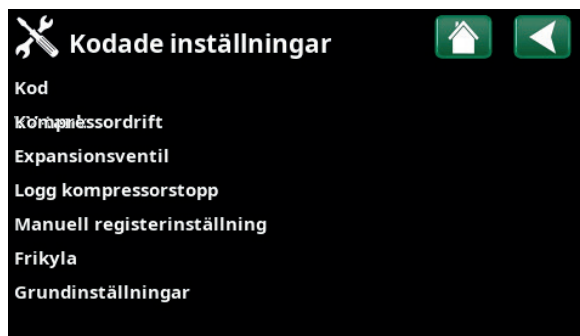 Kodade inställningar
Kod
Kompressordrift
Expansionsventil
Logg kompressorstopp
Manuell registerinställning
Frikyla
Grundinställningar